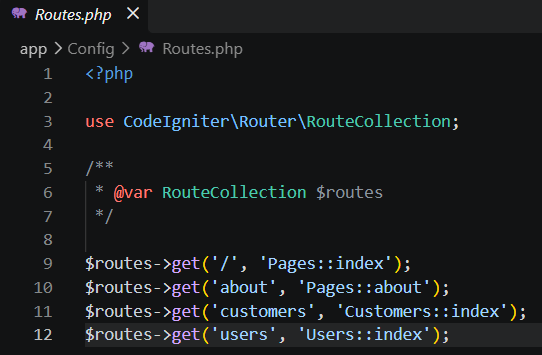 Routes.php
app > Config > Routes.php
1 <?php
2
3 use CodeIgniter\Router\RouteCollection;
4
5 /**
6 * @var RouteCollection $routes
7 */
8
9 $routes->get('/', 'Pages::index');
10 $routes->get('about', 'Pages::about');
11 $routes->get('customers', 'Customers::index');
12 $routes->get('users', 'Users::index');